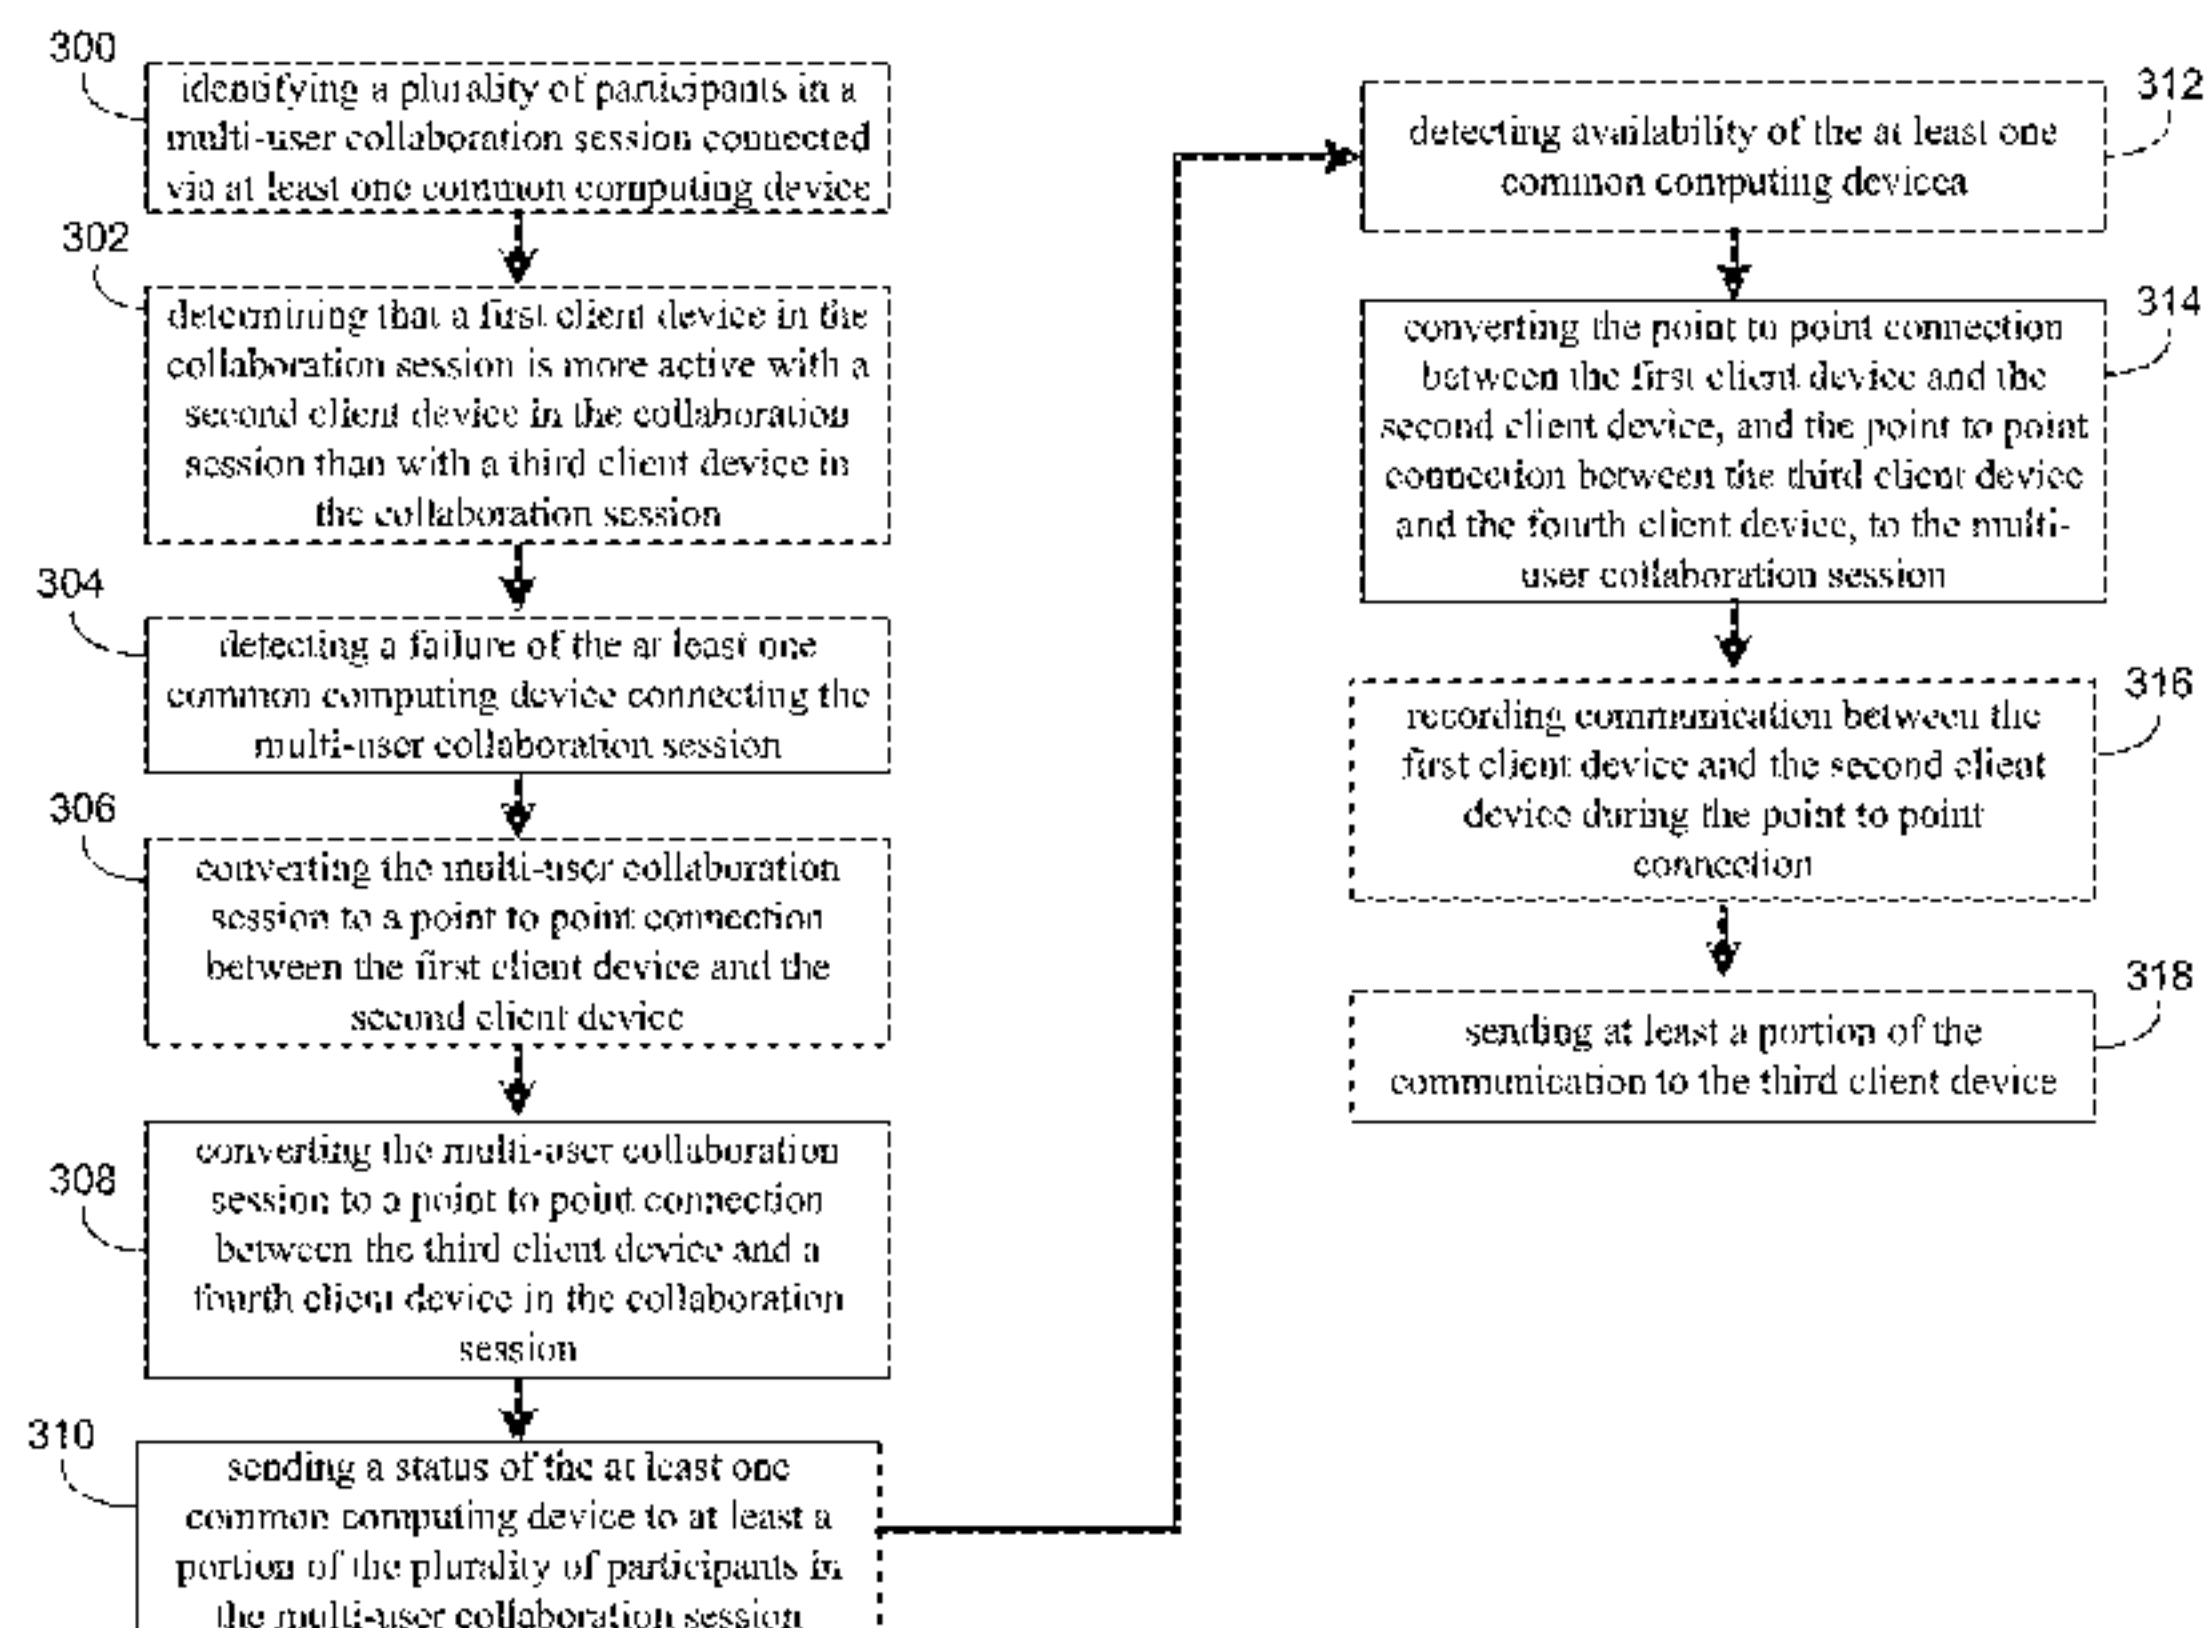 300
identifying a plurality of participants in a
multi-user collaboration session connected
via at least one common computing device
302
determining that a first client device in the
collaboration session is more active with a
second client device in the collaboration
session than with a third client device in
the collaboration session
304
detecting a failure of the at least one
common computing device connecting the
multi-user collaboration session
306
converting the multi-user collaboration
session to a point to point connection
between the first client device and the
second client device
308
converting the multi-user collaboration
session to a point to point connection
between the third client device and a
fourth client device in the collaboration
session
310
sending a status of the at least one
common computing device to at least a
portion of the plurality of participants in
the multi-user collaboration session
312
detecting availability of the at least one
common computing devicea
314
converting the point to point connection
between the first client device and the
second client device, and the point to point
connection between the third client device
and the fourth client device, to the multi-
user collaboration session
316
recording communication between the
first client device and the second client
device during the point to point
connection
318
sending at least a portion of the
communication to the third client device